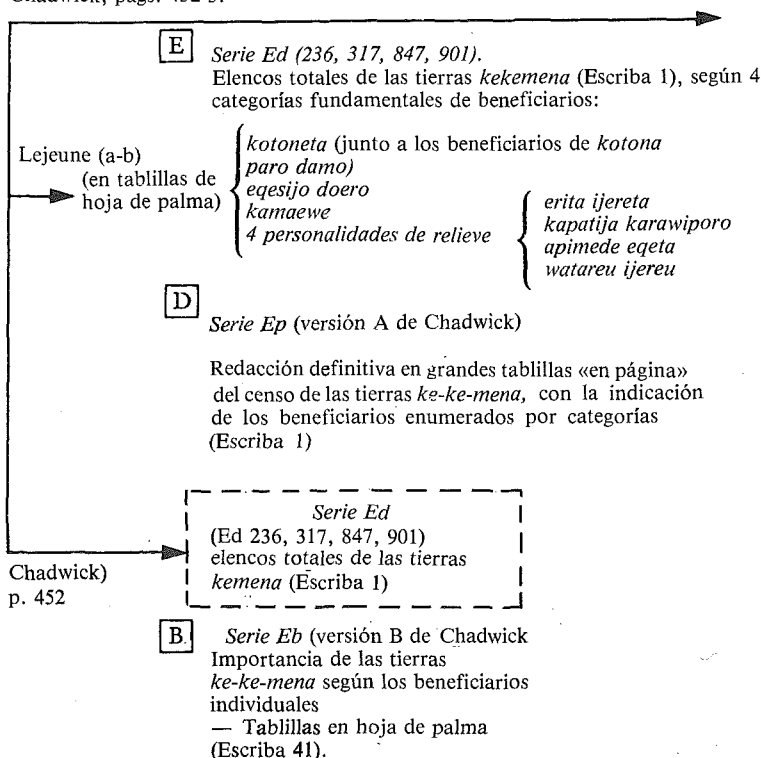 Chadwick, págs. 452 s.
E
Serie Ed (236, 317, 847, 901).
Elencos totales de las tierras kekemena (Escriba 1), según 4
categorías fundamentales de beneficiarios:
Lejeune (a-b)
(en tablillas de
hoja de palma)
kotoneta (junto a los beneficiarios de kotona
paro damo)
eqesijo doero
kamaewe
4 personalidades de relieve
erita ijereta
kapatija karawiporo
apimede eqeta
watareu ijereu
D
Serie Ep (versión A de Chadwick)
Redacción definitiva en grandes tablillas «en página»
del censo de las tierras ke-ke-mena, con la indicación
de los beneficiarios enumerados por categorías
(Escriba 1)
Serie Ed
(Ed 236, 317, 847, 901)
elencos totales de las tierras
kemena (Escriba 1)
Chadwick)
p. 452
B
Serie Eb (versión B de Chadwick
Importancia de las tierras
ke-ke-mena según los beneficiarios
individuales
— Tablillas en hoja de palma
(Escriba 41).